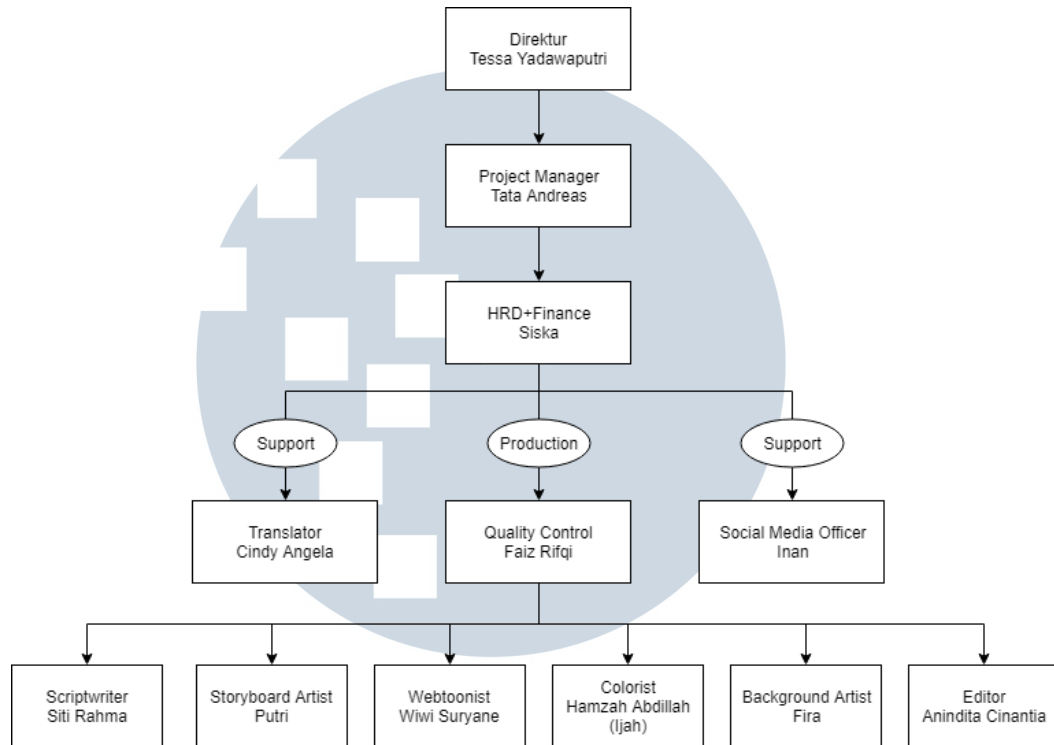 Direktur
Tessa Yadawaputri
Project Manager
Tata Andreas
HRD+Finance
Siska
Support
Production
Support
Translator
Cindy Angela
Quality Control
Faiz Rifqi
Social Media Officer
Inan
Scriptwriter
Siti Rahma
Storyboard Artist
Putri
Webtoonist
Wiwi Suryane
Colorist
Hamzah Abdillah
(Ijah)
Background Artist
Fira
Editor
Anindita Cinantia